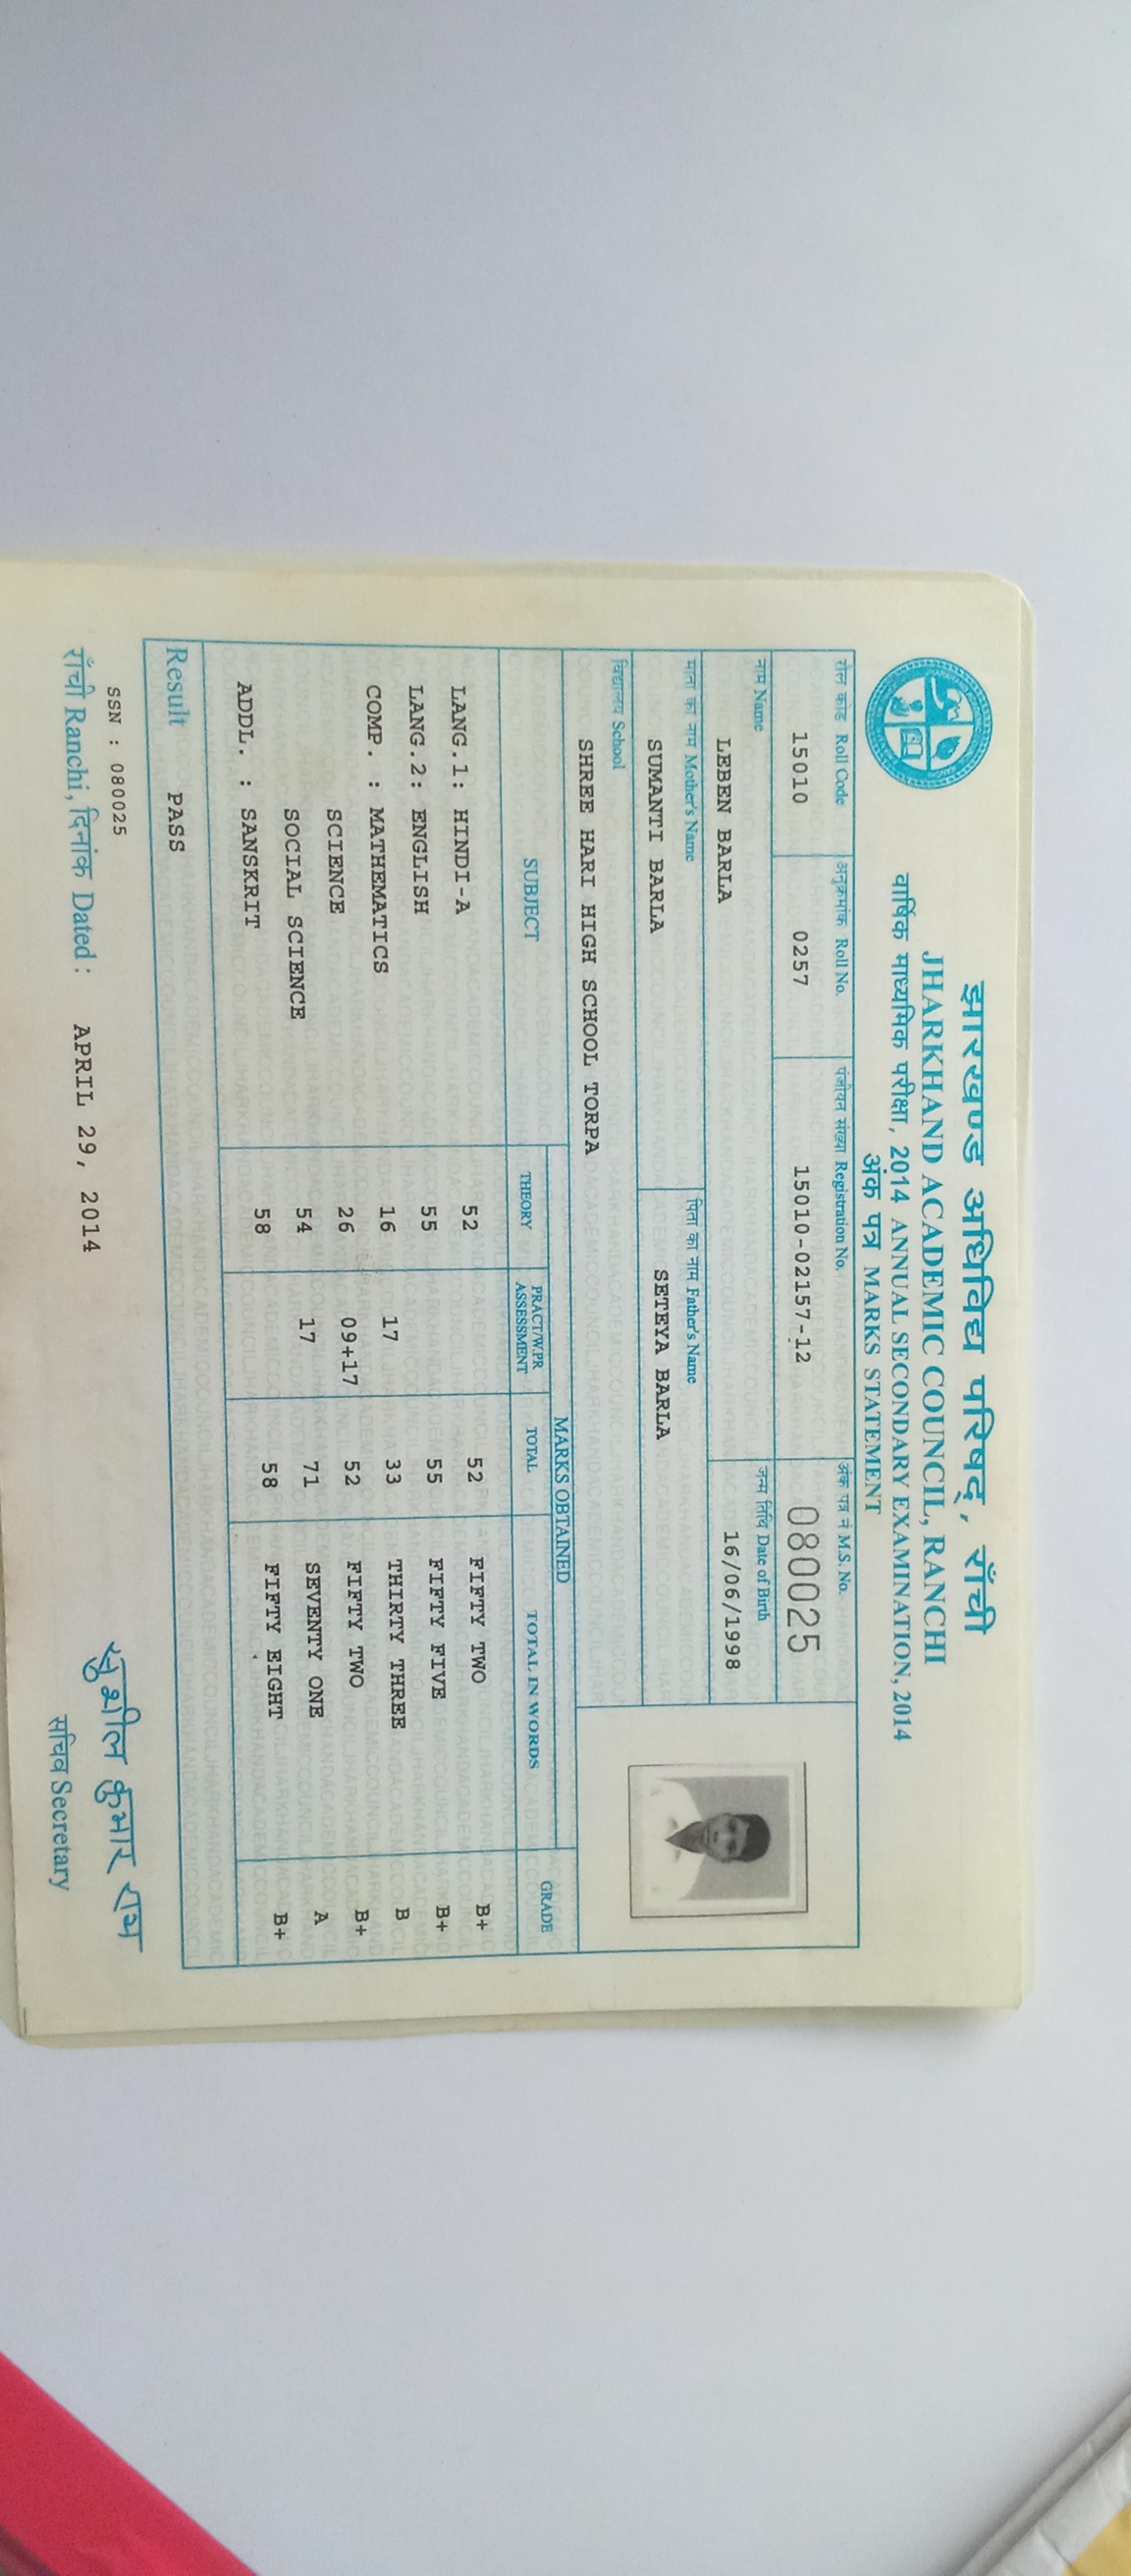 झारखण्ड अधिविद्य परिषद्, राँची
JHARKHAND ACADEMIC COUNCIL, RANCHI
वार्षिक माध्यमिक परीक्षा, 2014 ANNUAL SECONDARY EXAMINATION, 2014
अंक पत्र MARKS STATEMENT
रोल कोड Roll Code अनुक्रमांक Roll No. पंजीयन संख्या Registration No. अंक पत्र नं M.S. No.
15010 0257 15010-02157-12 080025
नाम Name जन्म तिथि Date of Birth
LEBEN BARLA 16/06/1998
माता का नाम Mother's Name पिता का नाम Father's Name
SUMANTI BARLA SETEYA BARLA
विद्यालय School
SHREE HARI HIGH SCHOOL TORPA
MARKS OBTAINED
SUBJECT THEORY PRACT/W.PR ASSESSMENT TOTAL TOTAL IN WORDS GRADE
LANG.1: HINDI-A 52 52 FIFTY TWO B+
LANG.2: ENGLISH 55 55 FIFTY FIVE B+
COMP. : MATHEMATICS 16 17 33 THIRTY THREE B
SCIENCE 26 09+17 52 FIFTY TWO B+
SOCIAL SCIENCE 54 17 71 SEVENTY ONE A
ADDL. : SANSKRIT 58 58 FIFTY EIGHT B+
Result PASS
SSN : 080025
राँची Ranchi, दिनांक Dated : APRIL 29, 2014
सुशील कुमार राय
सचिव Secretary